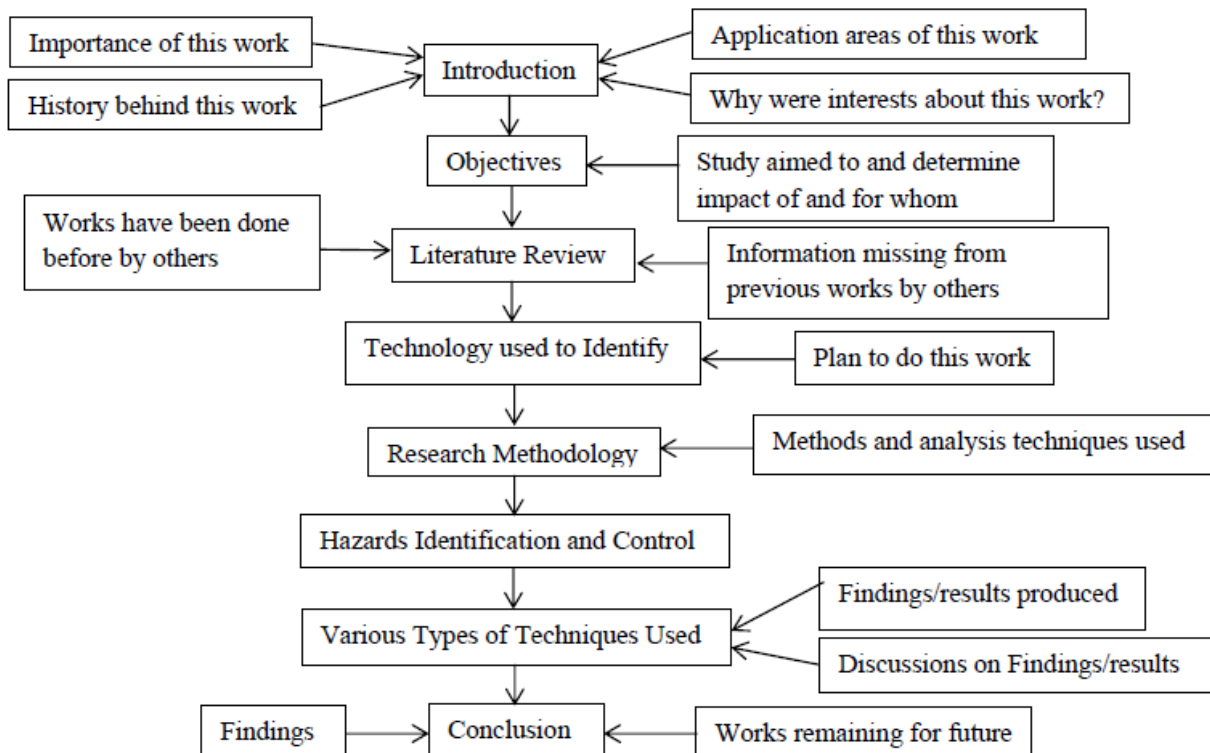 Importance of this work
Application areas of this work
Introduction
History behind this work
Why were interests about this work?
Objectives
Study aimed to and determine
impact of and for whom
Works have been done
before by others
Literature Review
Information missing from
previous works by others
Technology used to Identify
Plan to do this work
Research Methodology
Methods and analysis techniques used
Hazards Identification and Control
Various Types of Techniques Used
Findings/results produced
Discussions on Findings/results
Findings
Conclusion
Works remaining for future